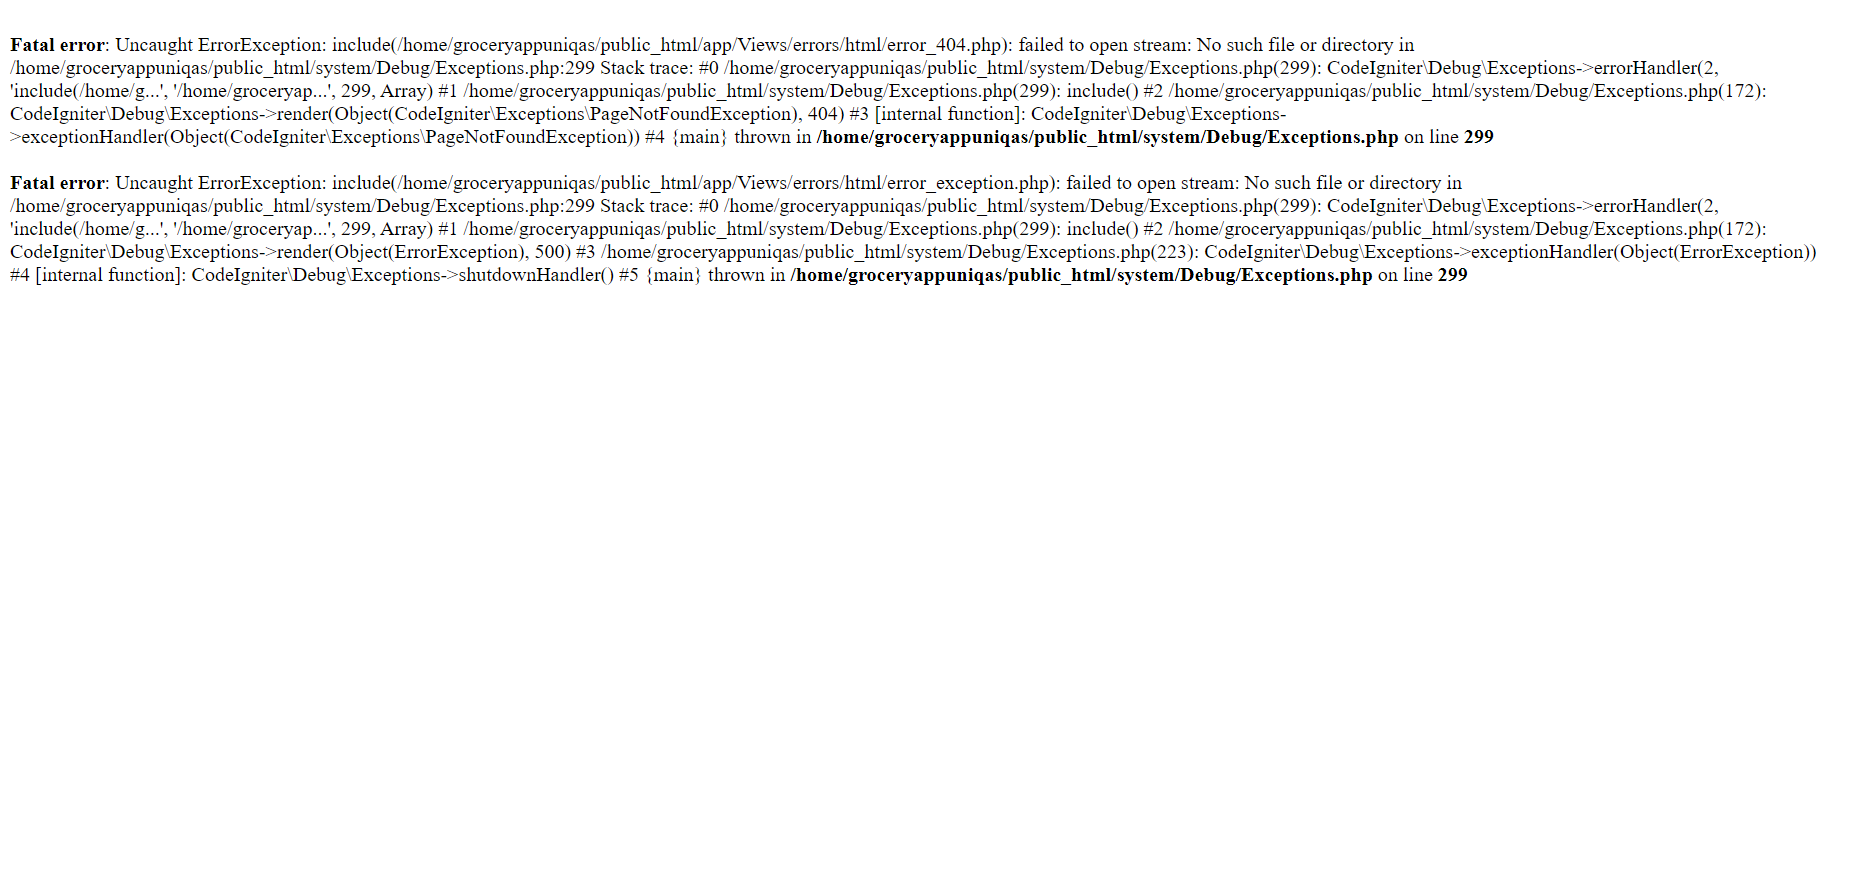 Fatal error: Uncaught ErrorException: include(/home/groceryappuniqas/public_html/app/Views/errors/html/error_404.php): failed to open stream: No such file or directory in
/home/groceryappuniqas/public_html/system/Debug/Exceptions.php:299 Stack trace: #0 /home/groceryappuniqas/public_html/system/Debug/Exceptions.php(299): CodeIgniter\Debug\Exceptions->errorHandler(2,
'include(/home/g...', '/home/groceryap...', 299, Array) #1 /home/groceryappuniqas/public_html/system/Debug/Exceptions.php(299): include() #2 /home/groceryappuniqas/public_html/system/Debug/Exceptions.php(172):
CodeIgniter\Debug\Exceptions->render(Object(CodeIgniter\Exceptions\PageNotFoundException), 404) #3 [internal function]: CodeIgniter\Debug\Exceptions-
>exceptionHandler(Object(CodeIgniter\Exceptions\PageNotFoundException)) #4 {main} thrown in /home/groceryappuniqas/public_html/system/Debug/Exceptions.php on line 299
Fatal error: Uncaught ErrorException: include(/home/groceryappuniqas/public_html/app/Views/errors/html/error_exception.php): failed to open stream: No such file or directory in
/home/groceryappuniqas/public_html/system/Debug/Exceptions.php:299 Stack trace: #0 /home/groceryappuniqas/public_html/system/Debug/Exceptions.php(299): CodeIgniter\Debug\Exceptions->errorHandler(2,
'include(/home/g...', '/home/groceryap...', 299, Array) #1 /home/groceryappuniqas/public_html/system/Debug/Exceptions.php(299): include() #2 /home/groceryappuniqas/public_html/system/Debug/Exceptions.php(172):
CodeIgniter\Debug\Exceptions->render(Object(ErrorException), 500) #3 /home/groceryappuniqas/public_html/system/Debug/Exceptions.php(223): CodeIgniter\Debug\Exceptions->exceptionHandler(Object(ErrorException))
#4 [internal function]: CodeIgniter\Debug\Exceptions->shutdownHandler() #5 {main} thrown in /home/groceryappuniqas/public_html/system/Debug/Exceptions.php on line 299